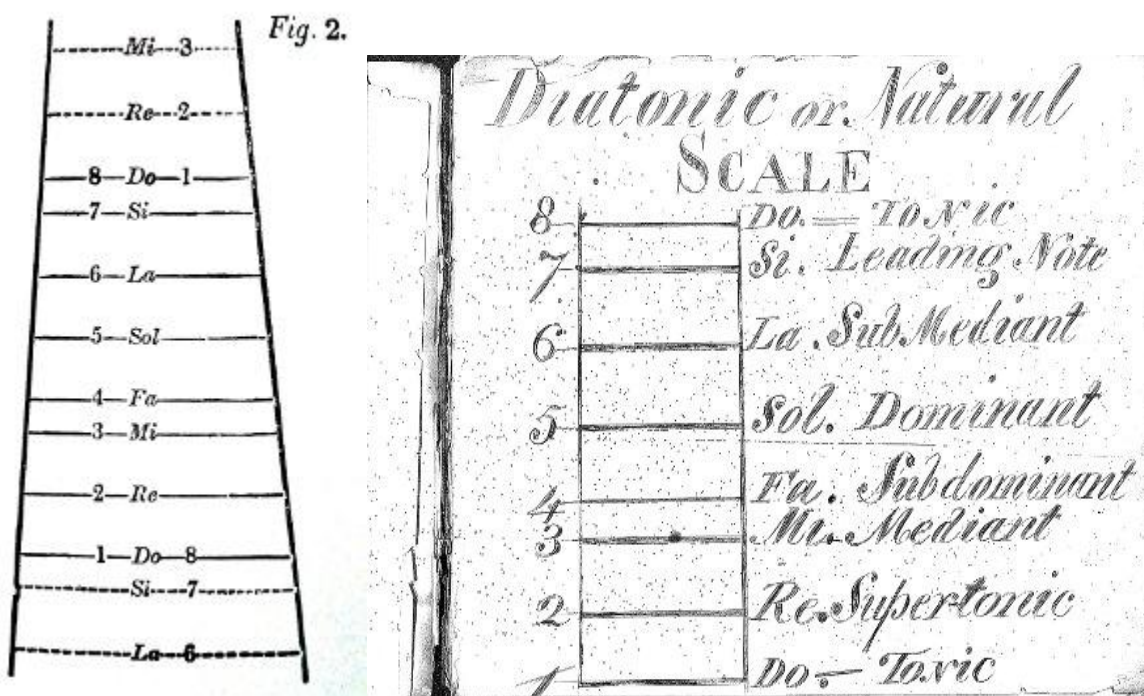 Fig. 2.
Mi 3
Re 2
8 Do 1
7 Si
6 La
5 Sol
4 Fa
3 Mi
2 Re
1 Do 8
Si 7
La 6
Diatonic or Natural
SCALE
8 Do. = Tonic
7 Si. Leading Note
6 La. SubMediant
5 Sol. Dominant
4 Fa. Subdominant
3 Mi. Mediant
2 Re. Supertonic
1 Do - Tonic